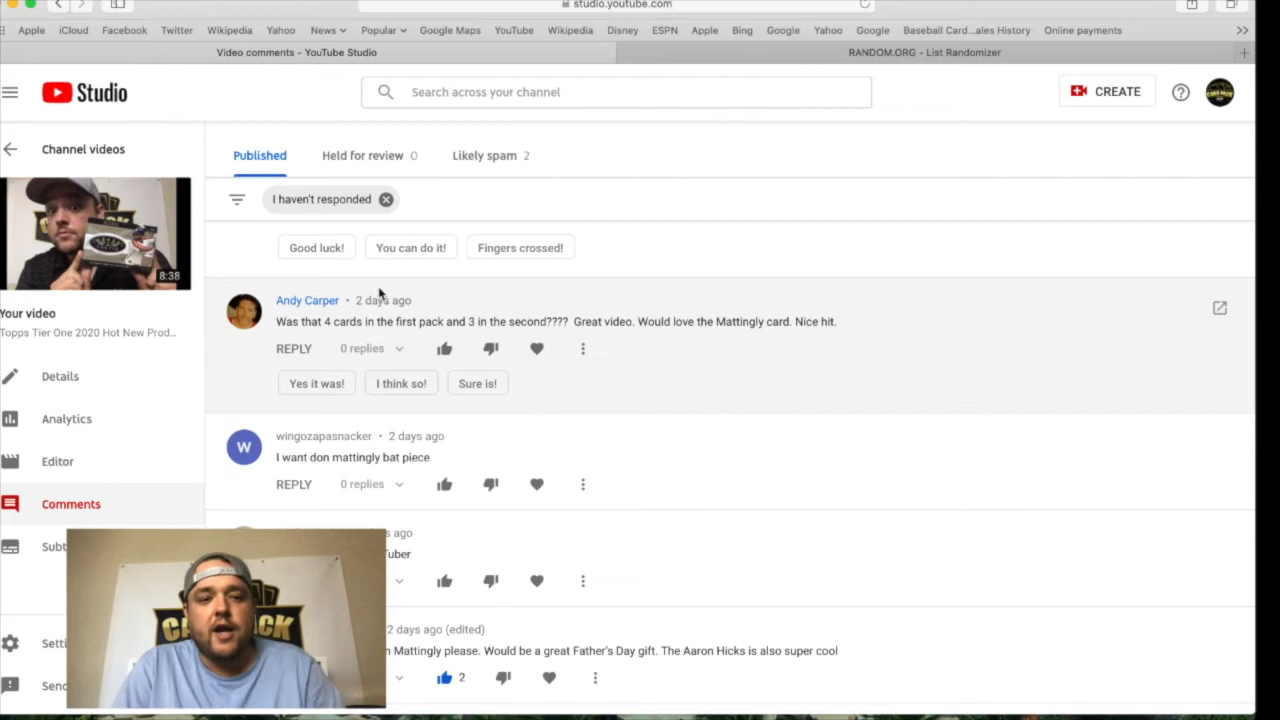 studio.youtube.com
Apple iCloud Facebook Twitter Wikipedia Yahoo News Popular Google Maps YouTube Wikipedia Disney ESPN Apple Bing Google Yahoo Google Baseball Card...ales History Online payments
Video comments - YouTube Studio RANDOM.ORG - List Randomizer
Studio
Search across your channel
CREATE
Channel videos
8:38
Your video
Topps Tier One 2020 Hot New Prod...
Details
Analytics
Editor
Comments
Subt
Setti
Send
Published Held for review 0 Likely spam 2
I haven't responded
Good luck! You can do it! Fingers crossed!
Andy Carper • 2 days ago
Was that 4 cards in the first pack and 3 in the second???? Great video. Would love the Mattingly card. Nice hit.
REPLY 0 replies
Yes it was! I think so! Sure is!
W
wingozapasnacker • 2 days ago
I want don mattingly bat piece
REPLY 0 replies
s ago
Tuber
2 days ago (edited)
n Mattingly please. Would be a great Father's Day gift. The Aaron Hicks is also super cool
2